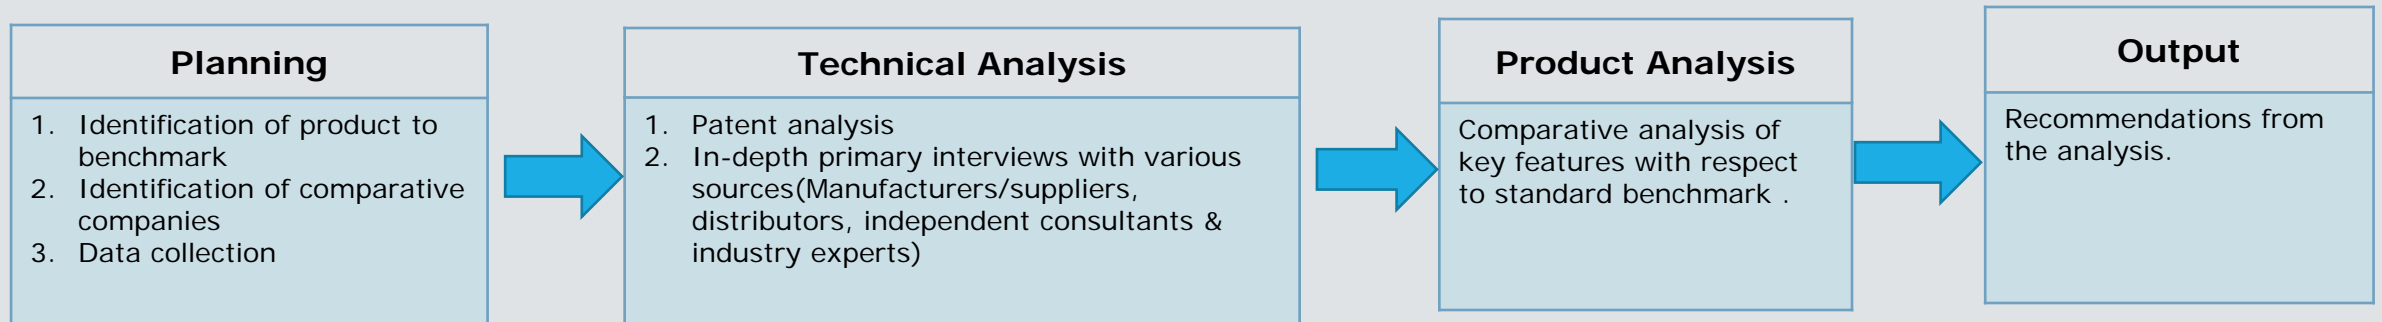 Planning
1. Identification of product to
benchmark
2. Identification of comparative
companies
3. Data collection
Technical Analysis
1. Patent analysis
2. In-depth primary interviews with various
sources(Manufacturers/suppliers,
distributors, independent consultants &
industry experts)
Product Analysis
Comparative analysis of
key features with respect
to standard benchmark .
Output
Recommendations from
the analysis.